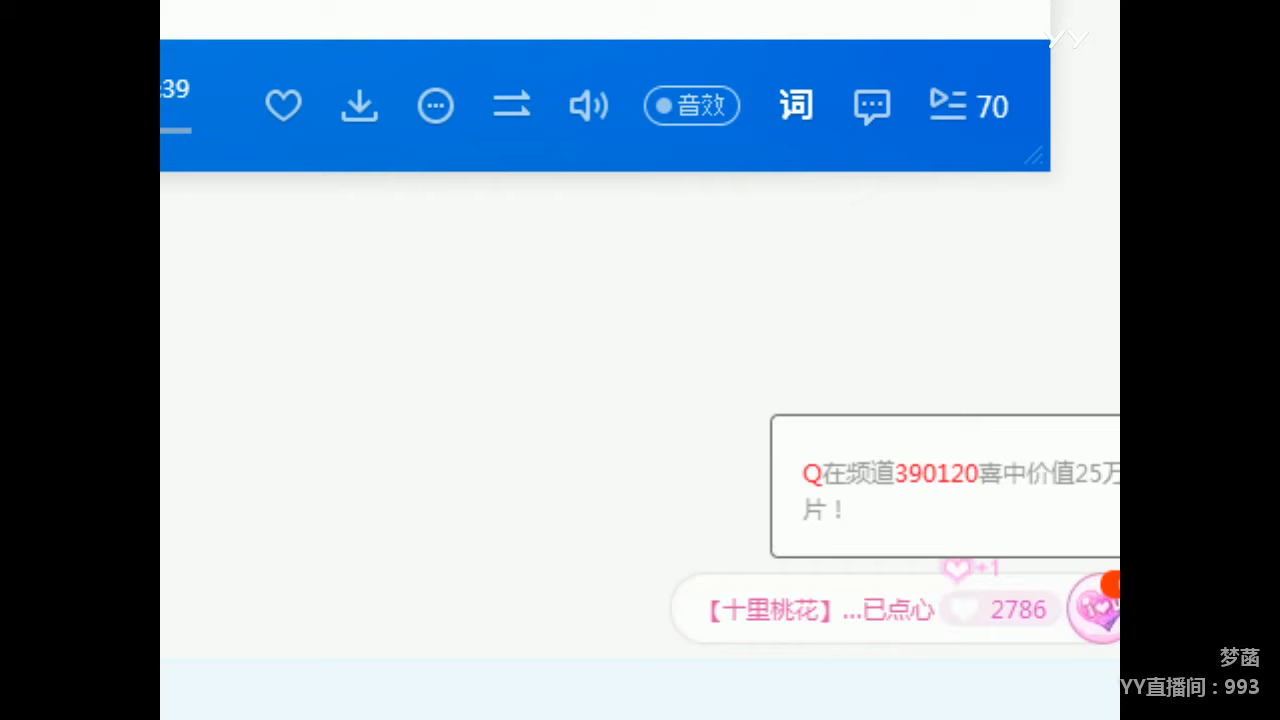 YY
:39
音效
词
70
Q在频道390120喜中价值25万
片！
+1
【十里桃花】...已点心
2786
梦菡
YY直播间：993